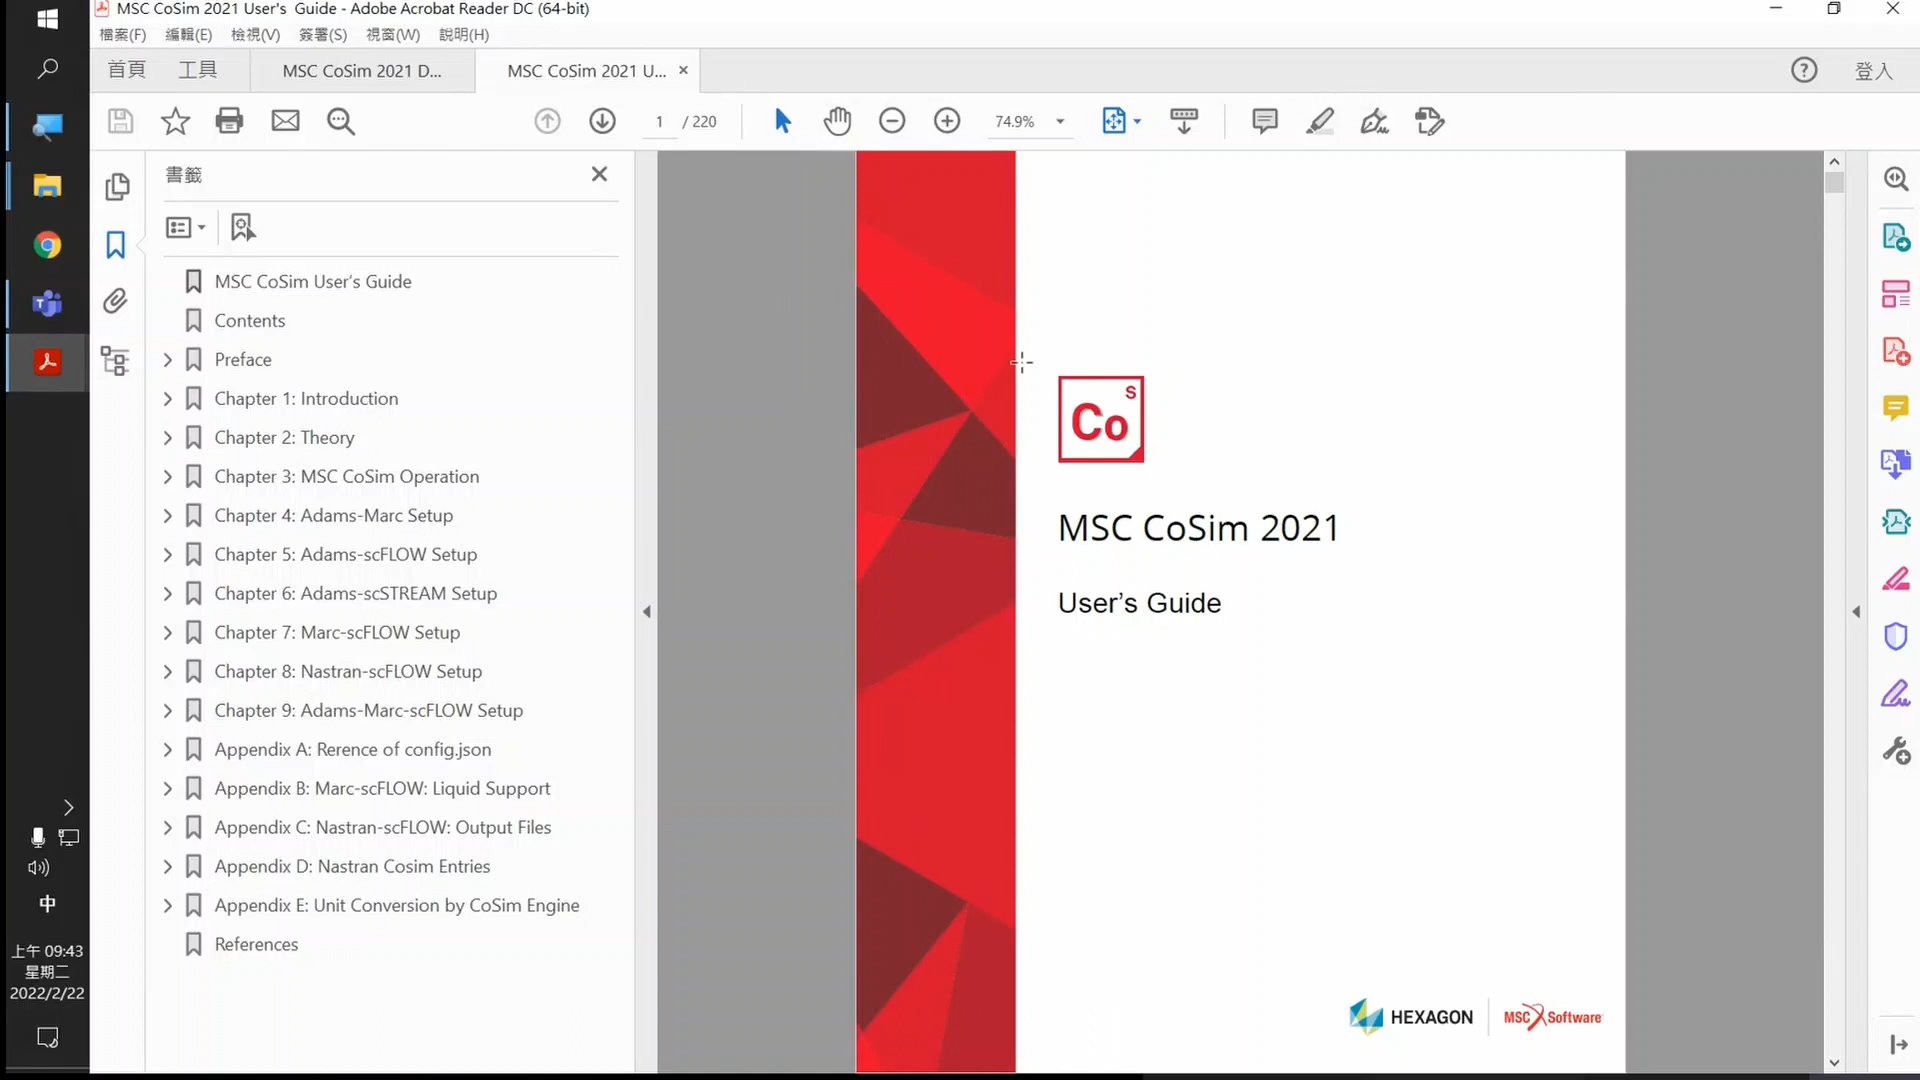 MSC CoSim 2021 User's Guide - Adobe Acrobat Reader DC (64-bit)
檔案(F) 編輯(E) 檢視(V) 簽署(S) 視窗(W) 說明(H)
首頁 工具 MSC CoSim 2021 D... MSC CoSim 2021 U... 登入
1 / 220 74.9%
書籤
MSC CoSim User's Guide
Contents
Preface
Chapter 1: Introduction
Chapter 2: Theory
Chapter 3: MSC CoSim Operation
Chapter 4: Adams-Marc Setup
Chapter 5: Adams-scFLOW Setup
Chapter 6: Adams-scSTREAM Setup
Chapter 7: Marc-scFLOW Setup
Chapter 8: Nastran-scFLOW Setup
Chapter 9: Adams-Marc-scFLOW Setup
Appendix A: Rerence of config.json
Appendix B: Marc-scFLOW: Liquid Support
Appendix C: Nastran-scFLOW: Output Files
Appendix D: Nastran Cosim Entries
Appendix E: Unit Conversion by CoSim Engine
References
S
Co
MSC CoSim 2021
User's Guide
HEXAGON MSC Software
中
上午 09:43
星期二
2022/2/22